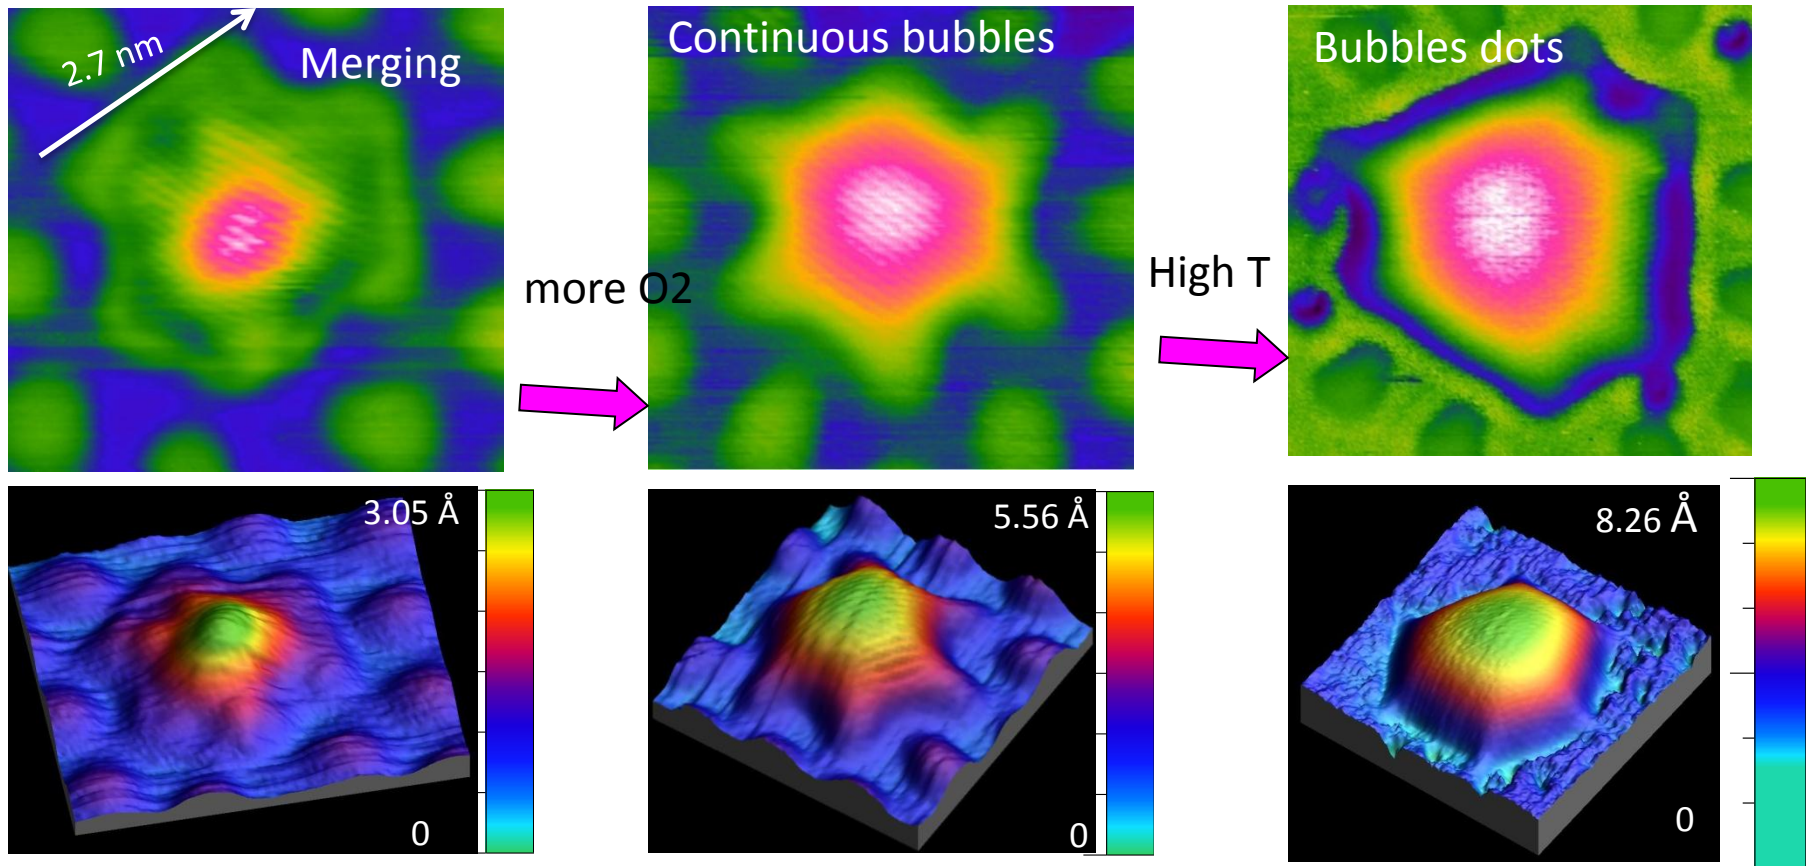 2.7 nm
Merging
Continuous bubbles
Bubbles dots
more O2
High T
3.05 Å
5.56 Å
8.26 Å
0
0
0